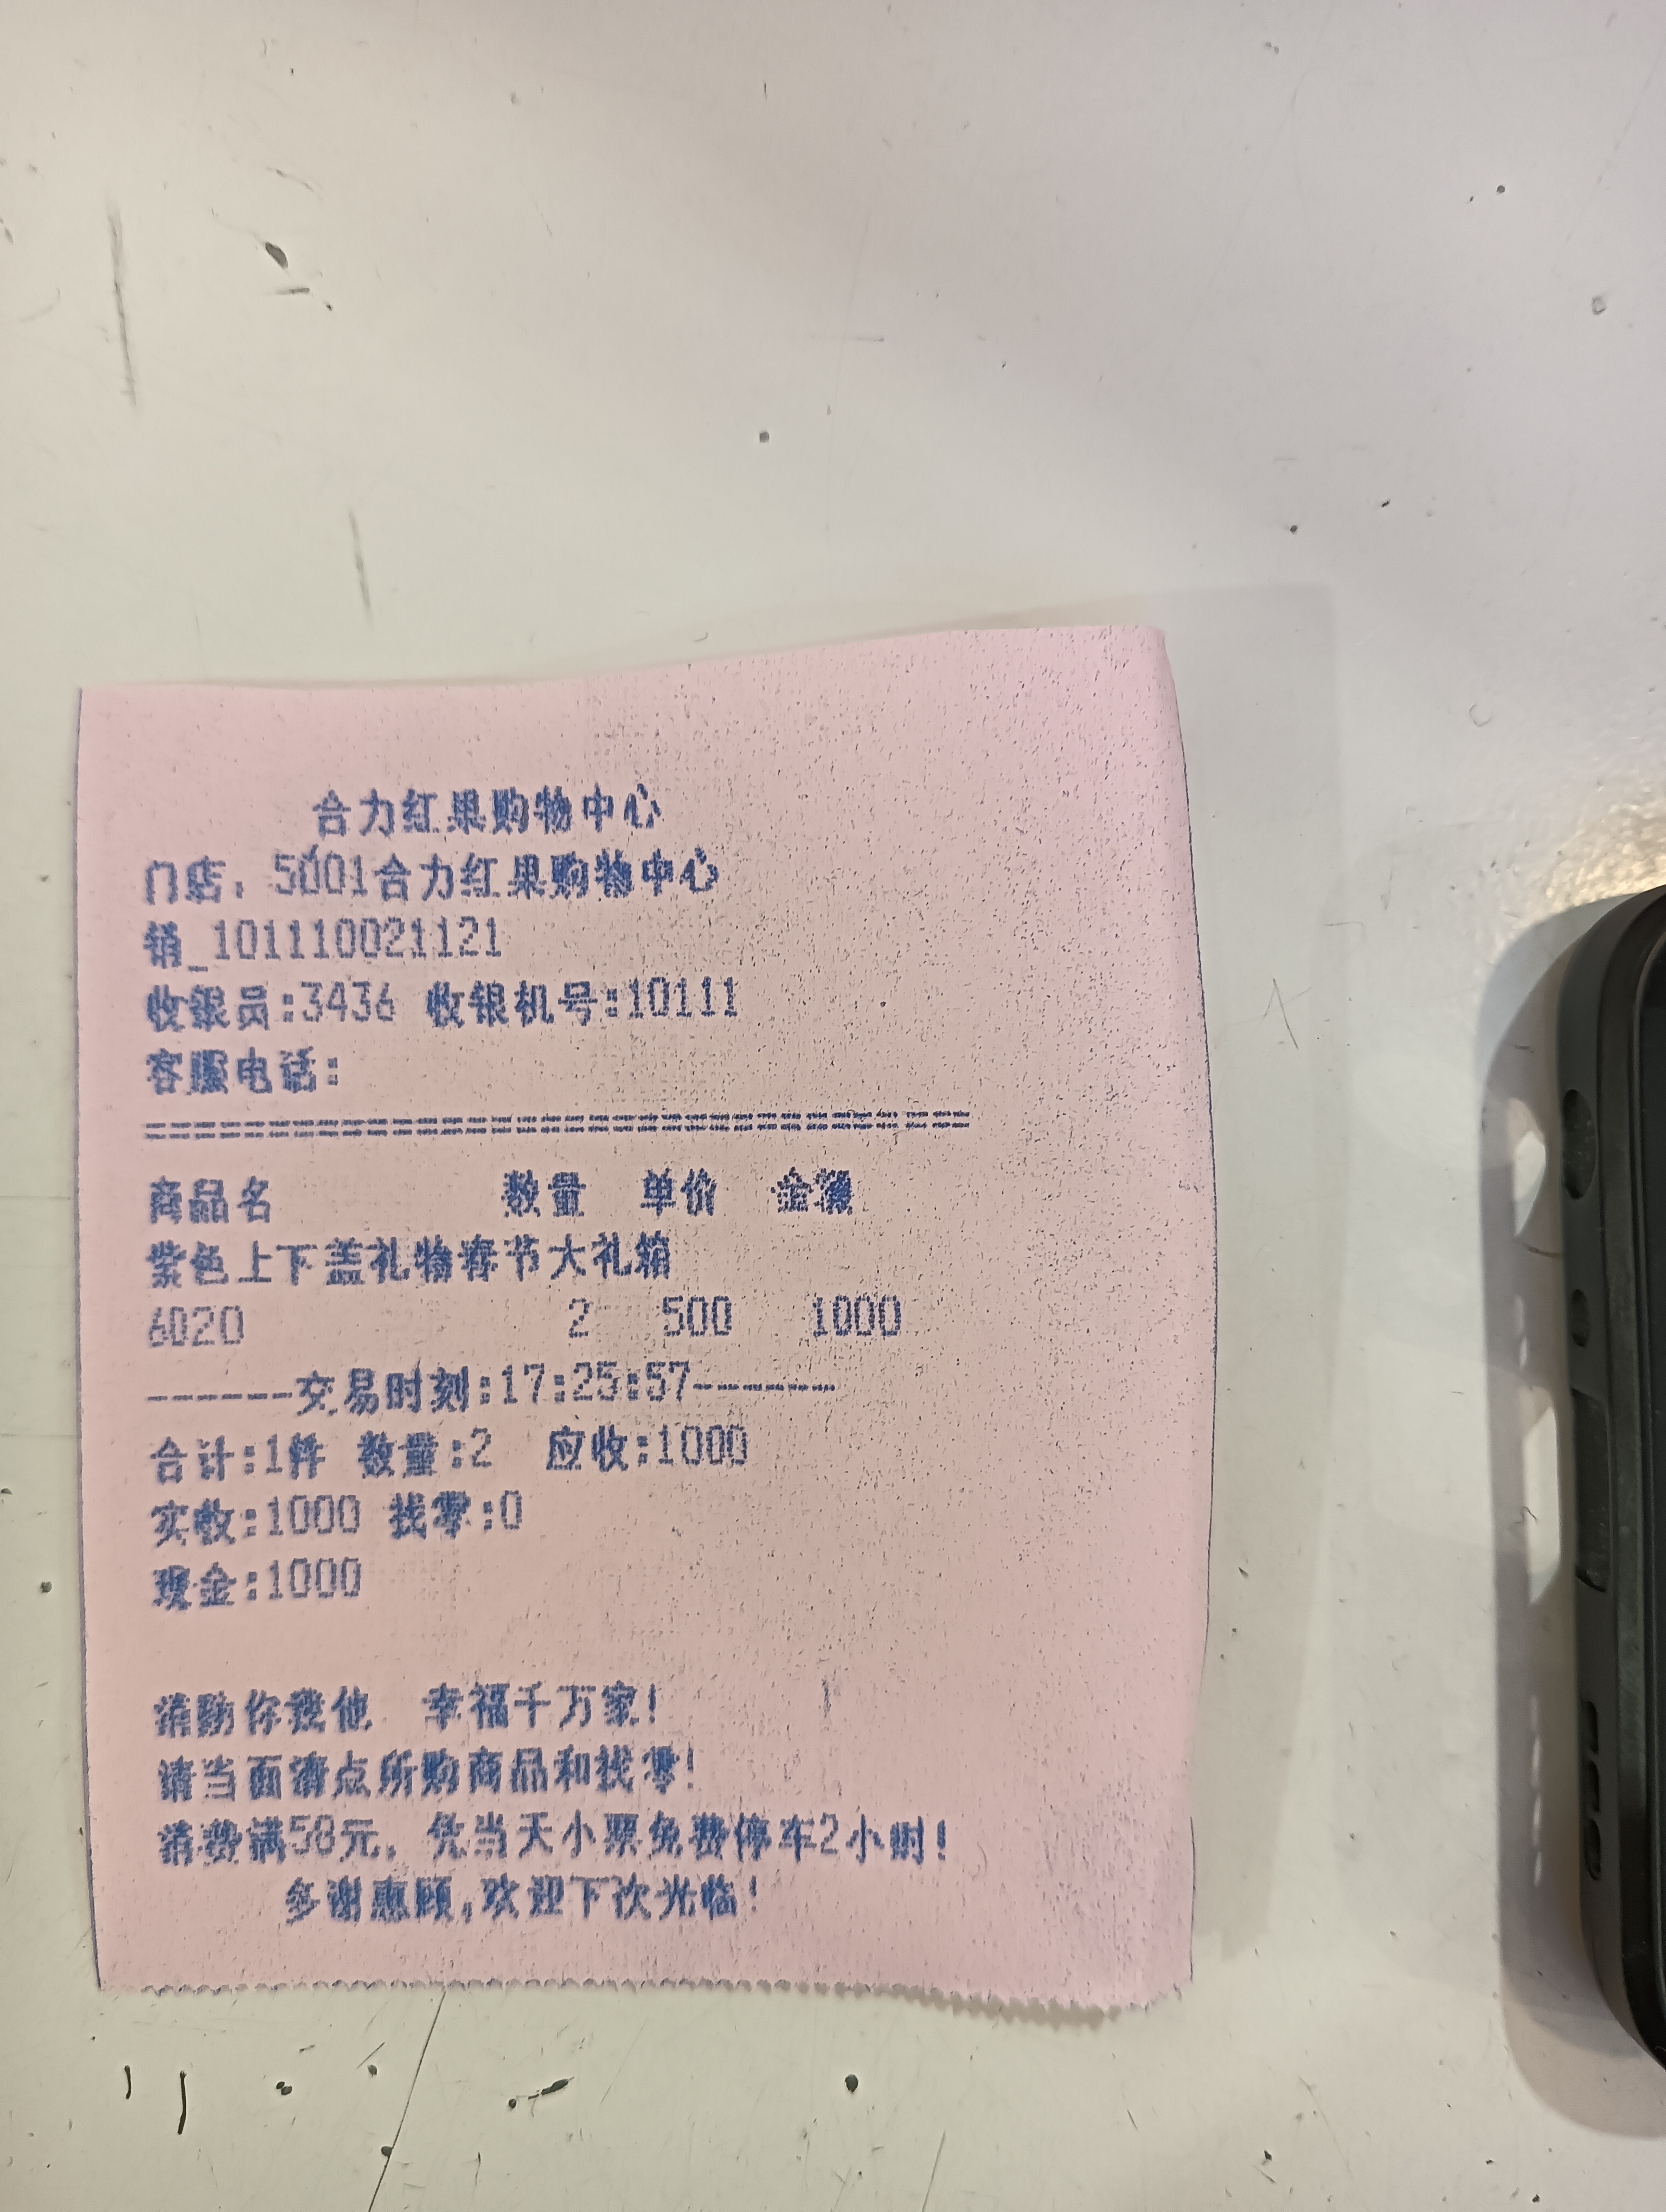 合力红果购物中心
门店，5001合力红果购物中心
销_101110021121
收银员:3436 收银机号:10111
客服电话:
==================================
商品名 数量 单价 金额
紫色上下盖礼物春节大礼箱
6020 2 500 1000
------交易时刻:17:25:57------
合计:1件 数量:2 应收:1000
实收:1000 找零:0
现金:1000
消防你我他 幸福千万家!
请当面清点所购商品和找零!
消费满58元，凭当天小票免费停车2小时!
多谢惠顾,欢迎下次光临!